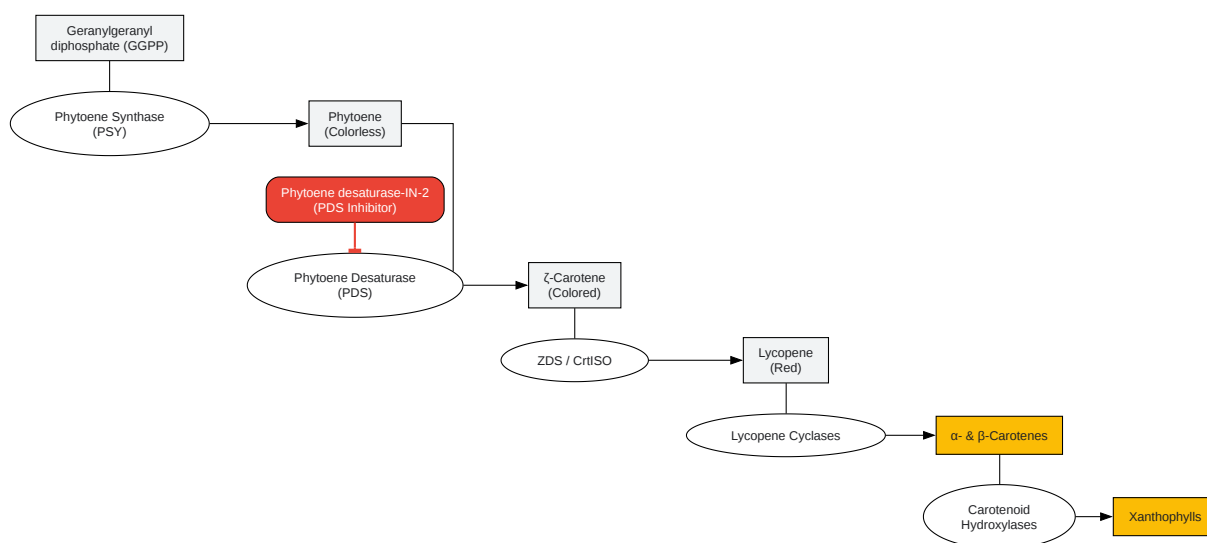 Geranylgeranyl
diphosphate (GGPP)
Phytoene Synthase
(PSY)
Phytoene
(Colorless)
Phytoene desaturase-IN-2
(PDS Inhibitor)
Phytoene Desaturase
(PDS)
ζ-Carotene
(Colored)
ZDS / CrtISO
Lycopene
(Red)
Lycopene Cyclases
α- & β-Carotenes
Carotenoid
Hydroxylases
Xanthophylls